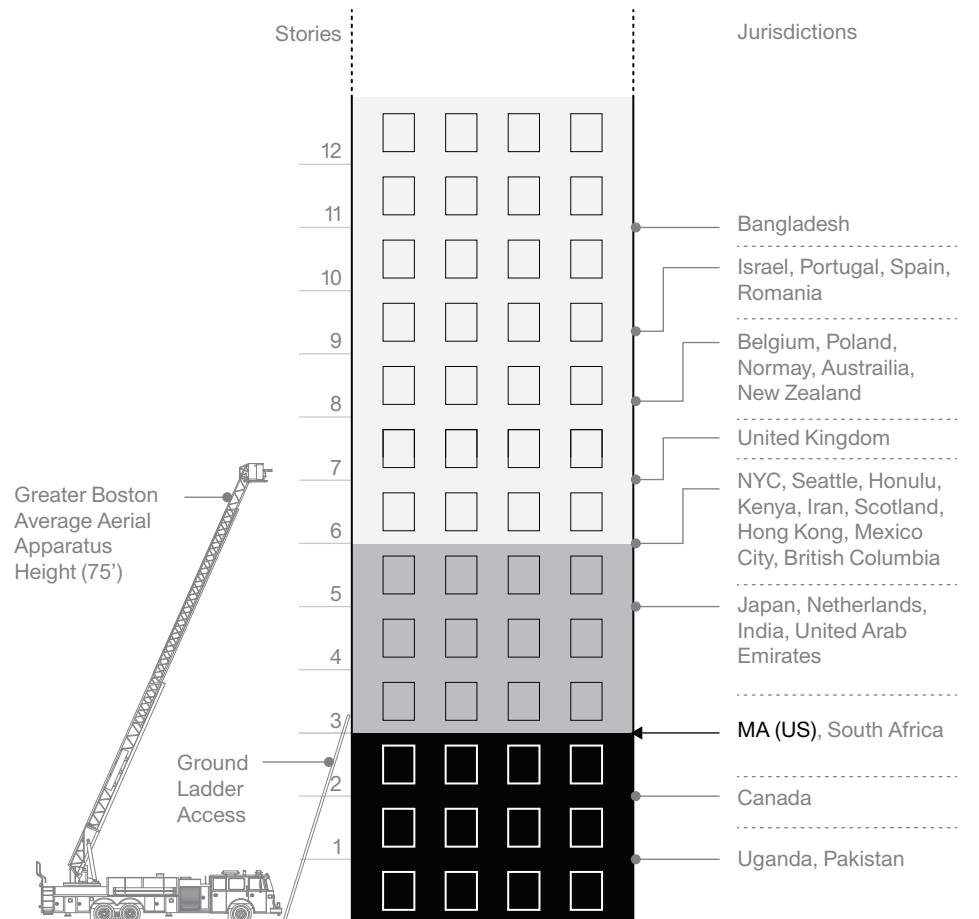 Stories
Jurisdictions
12
11
10
9
8
7
6
5
4
3
2
1
Greater Boston
Average Aerial
Apparatus
Height (75’)
Ground
Ladder
Access
Bangladesh
Israel, Portugal, Spain,
Romania
Belgium, Poland,
Normay, Austrailia,
New Zealand
United Kingdom
NYC, Seattle, Honulu,
Kenya, Iran, Scotland,
Hong Kong, Mexico
City, British Columbia
Japan, Netherlands,
India, United Arab
Emirates
MA (US), South Africa
Canada
Uganda, Pakistan